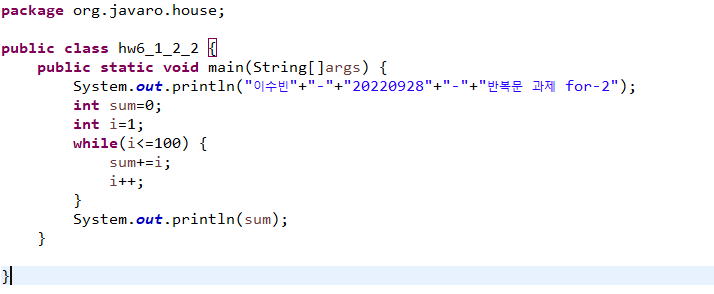 package org.javaro.house;
public class hw6_1_2_2 {
public static void main(String[]args) {
System.out.println("이수빈"+"-"+"20220928"+"-"+"반복문 과제 for-2");
int sum=0;
int i=1;
while(i<=100) {
sum+=i;
i++;
}
System.out.println(sum);
}
}